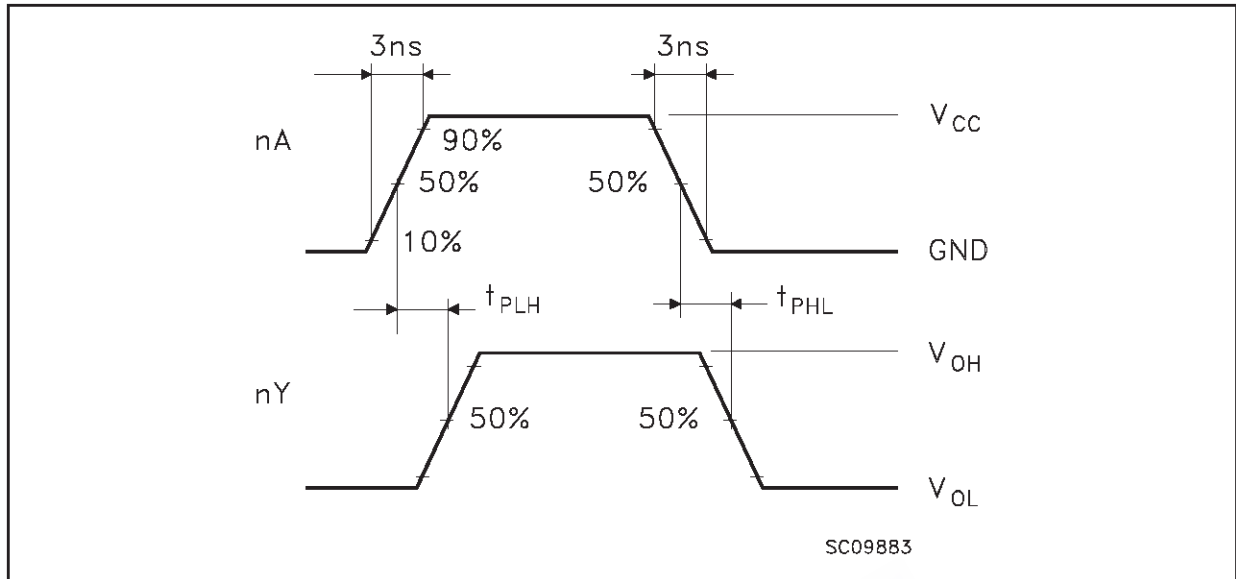 3ns 3ns
V_CC
nA 90%
50% 50%
10%
GND
t_PLH t_PHL
V_OH
nY
50% 50%
V_OL
SC09883